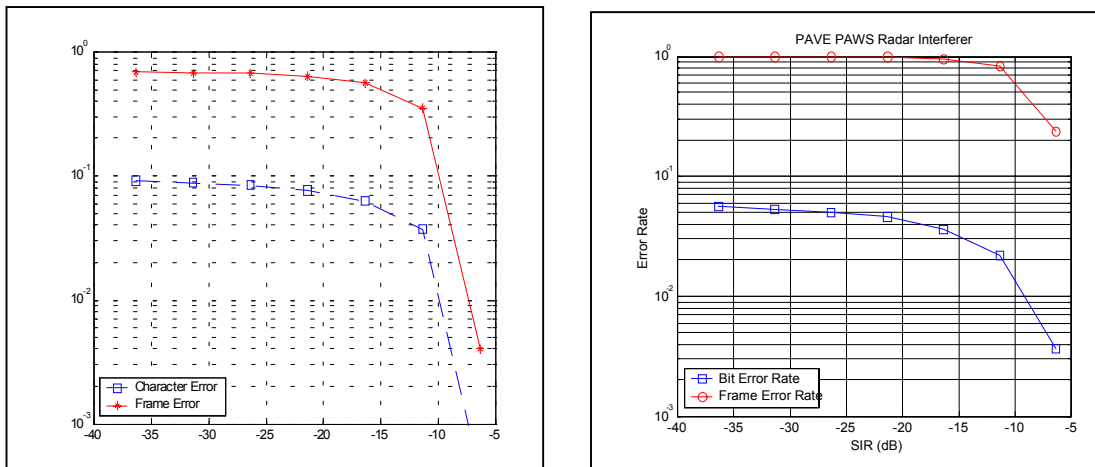 10^0
10^-1
10^-2
10^-3
-40 -35 -30 -25 -20 -15 -10 -5
Character Error
Frame Error
PAVE PAWS Radar Interferer
10^0
10^-1
10^-2
10^-3
Error Rate
-40 -35 -30 -25 -20 -15 -10 -5
SIR (dB)
Bit Error Rate
Frame Error Rate